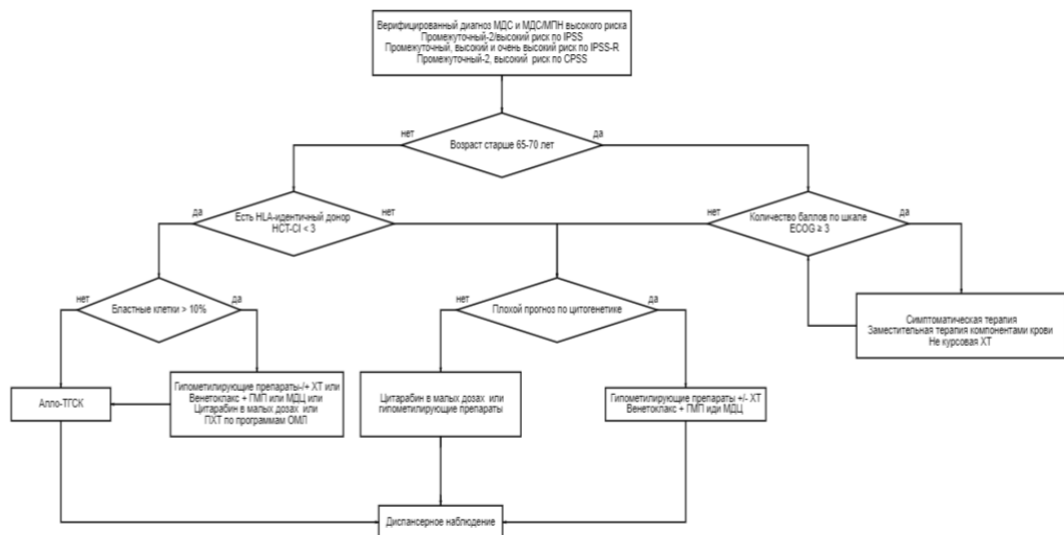 Верифицированный диагноз МДС и МДС/МПН высокого риска
Промежуточный-2/высокий риск по IPSS
Промежуточный, высокий и очень высокий риск по IPSS-R
Промежуточный-2, высокий риск по CPSS
нет
да
Возраст старше 65-70 лет
да
Есть HLA-идентичный донор
HCT-CI < 3
нет
нет
Количество баллов по шкале
ECOG ≥ 3
да
нет
Бластные клетки > 10%
да
нет
Плохой прогноз по цитогенетике
да
Симптоматическая терапия
Заместительная терапия компонентами крови
Не курсовая ХТ
Алло-ТГСК
Гипометилирующие препараты-/+ ХТ или
Венетоклакс + ГМП или МДЦ или
Цитарабин в малых дозах или
ПХТ по программам ОМЛ
Цитарабин в малых дозах или
гипометилирующие препараты
Гипометилирующие препараты +/- ХТ
Венетоклакс + ГМП иди МДЦ
Диспансерное наблюдение